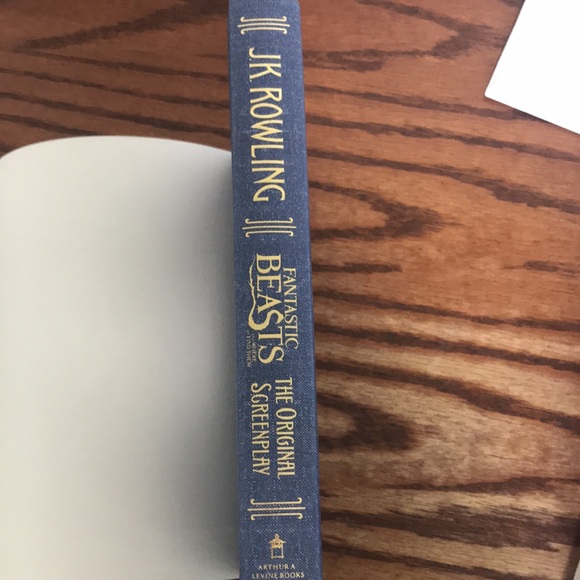 J.K. ROWLING
FANTASTIC
BEASTS
AND WHERE
TO FIND THEM
THE ORIGINAL
SCREENPLAY
ARTHUR A
LEVINE BOOKS